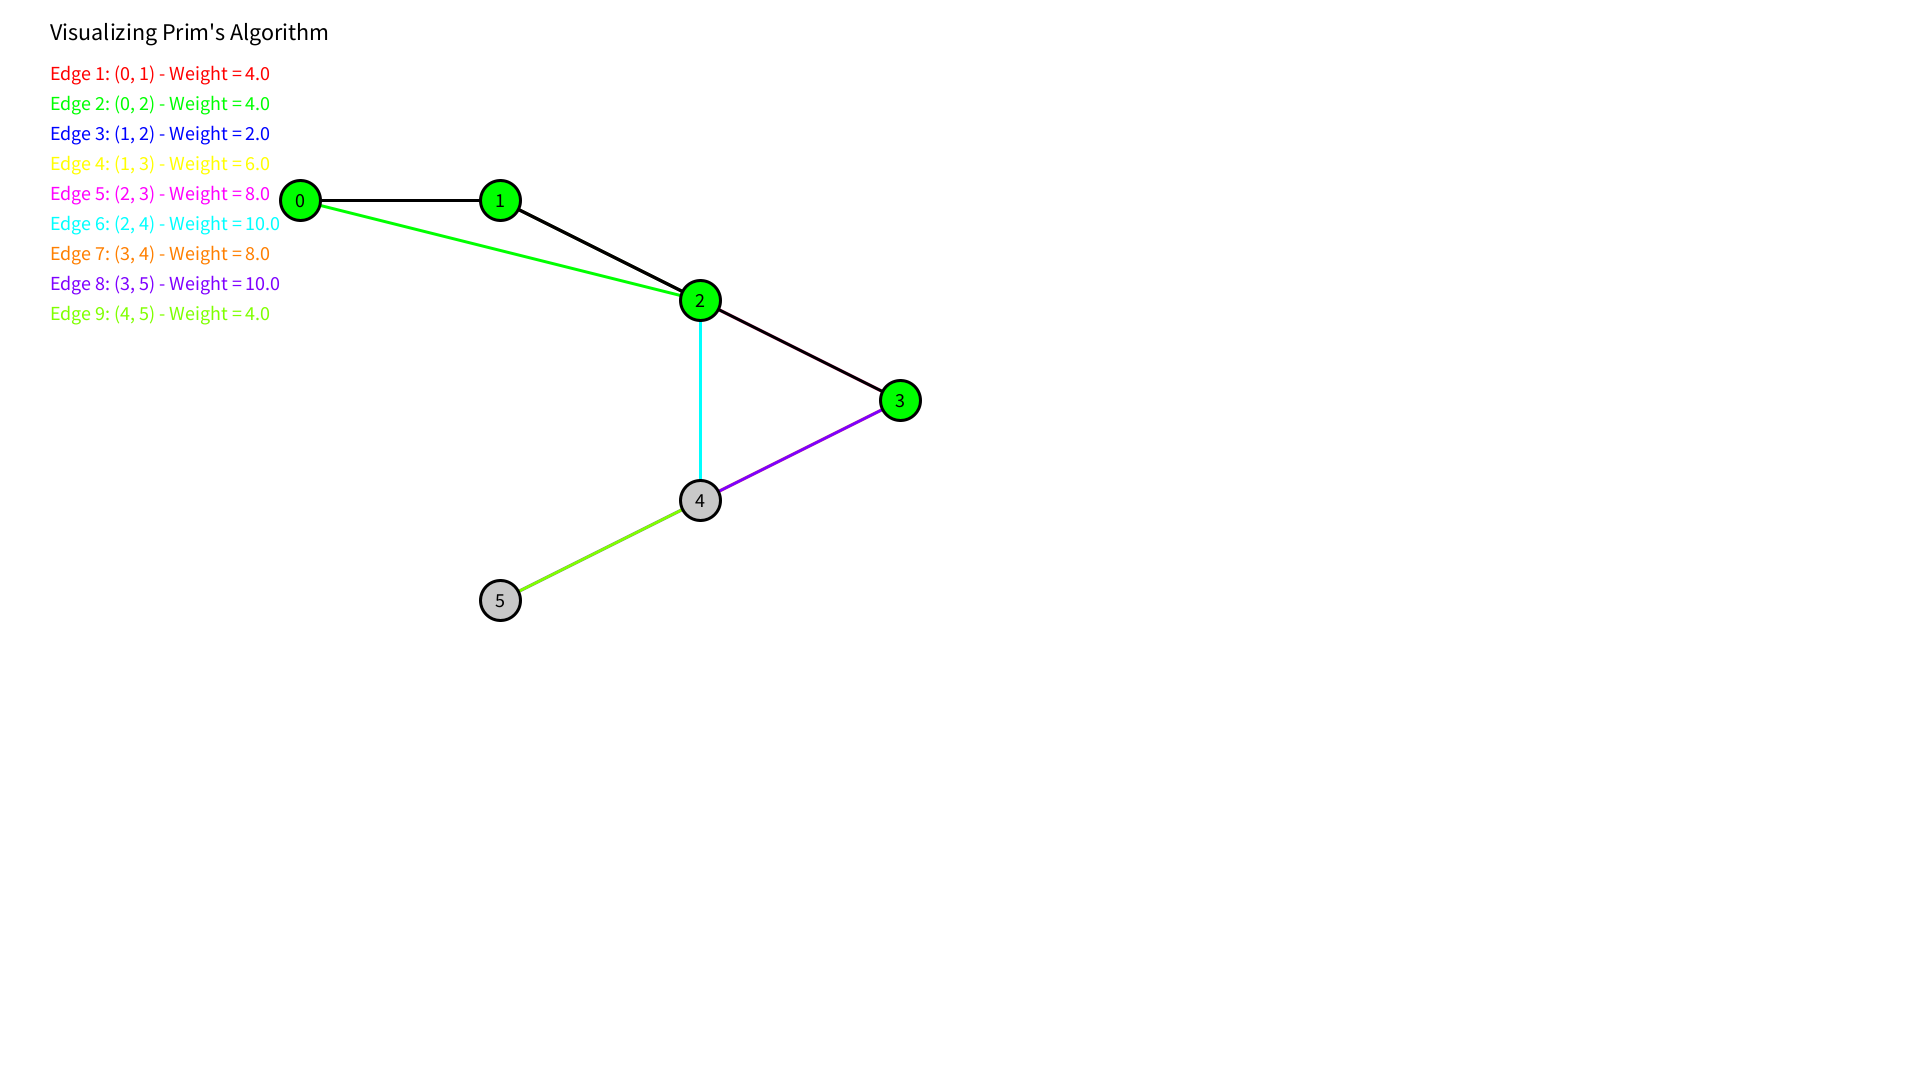 Visualizing Prim's Algorithm
Edge 1: (0, 1) - Weight = 4.0
Edge 2: (0, 2) - Weight = 4.0
Edge 3: (1, 2) - Weight = 2.0
Edge 4: (1, 3) - Weight = 6.0
Edge 5: (2, 3) - Weight = 8.0
Edge 6: (2, 4) - Weight = 10.0
Edge 7: (3, 4) - Weight = 8.0
Edge 8: (3, 5) - Weight = 10.0
Edge 9: (4, 5) - Weight = 4.0
0
1
2
3
4
5